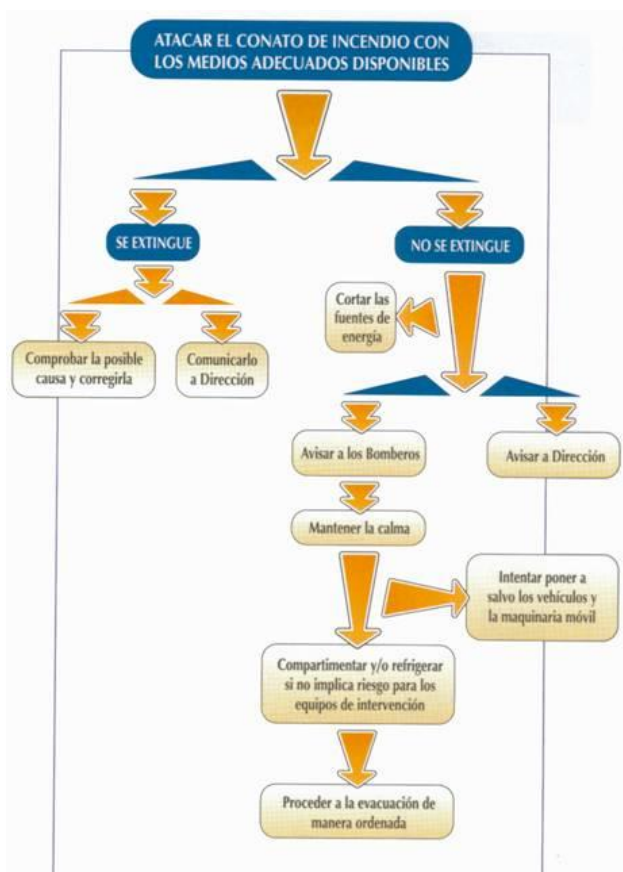 ATACAR EL CONATO DE INCENDIO CON
LOS MEDIOS ADECUADOS DISPONIBLES
SE EXTINGUE
NO SE EXTINGUE
Cortar las
fuentes de
energía
Comprobar la posible
causa y corregirla
Comunicarlo
a Dirección
Avisar a los Bomberos
Avisar a Dirección
Mantener la calma
Intentar poner a
salvo los vehículos y
la maquinaria móvil
Compartimentar y/o refrigerar
si no implica riesgo para los
equipos de intervención
Proceder a la evacuación de
manera ordenada